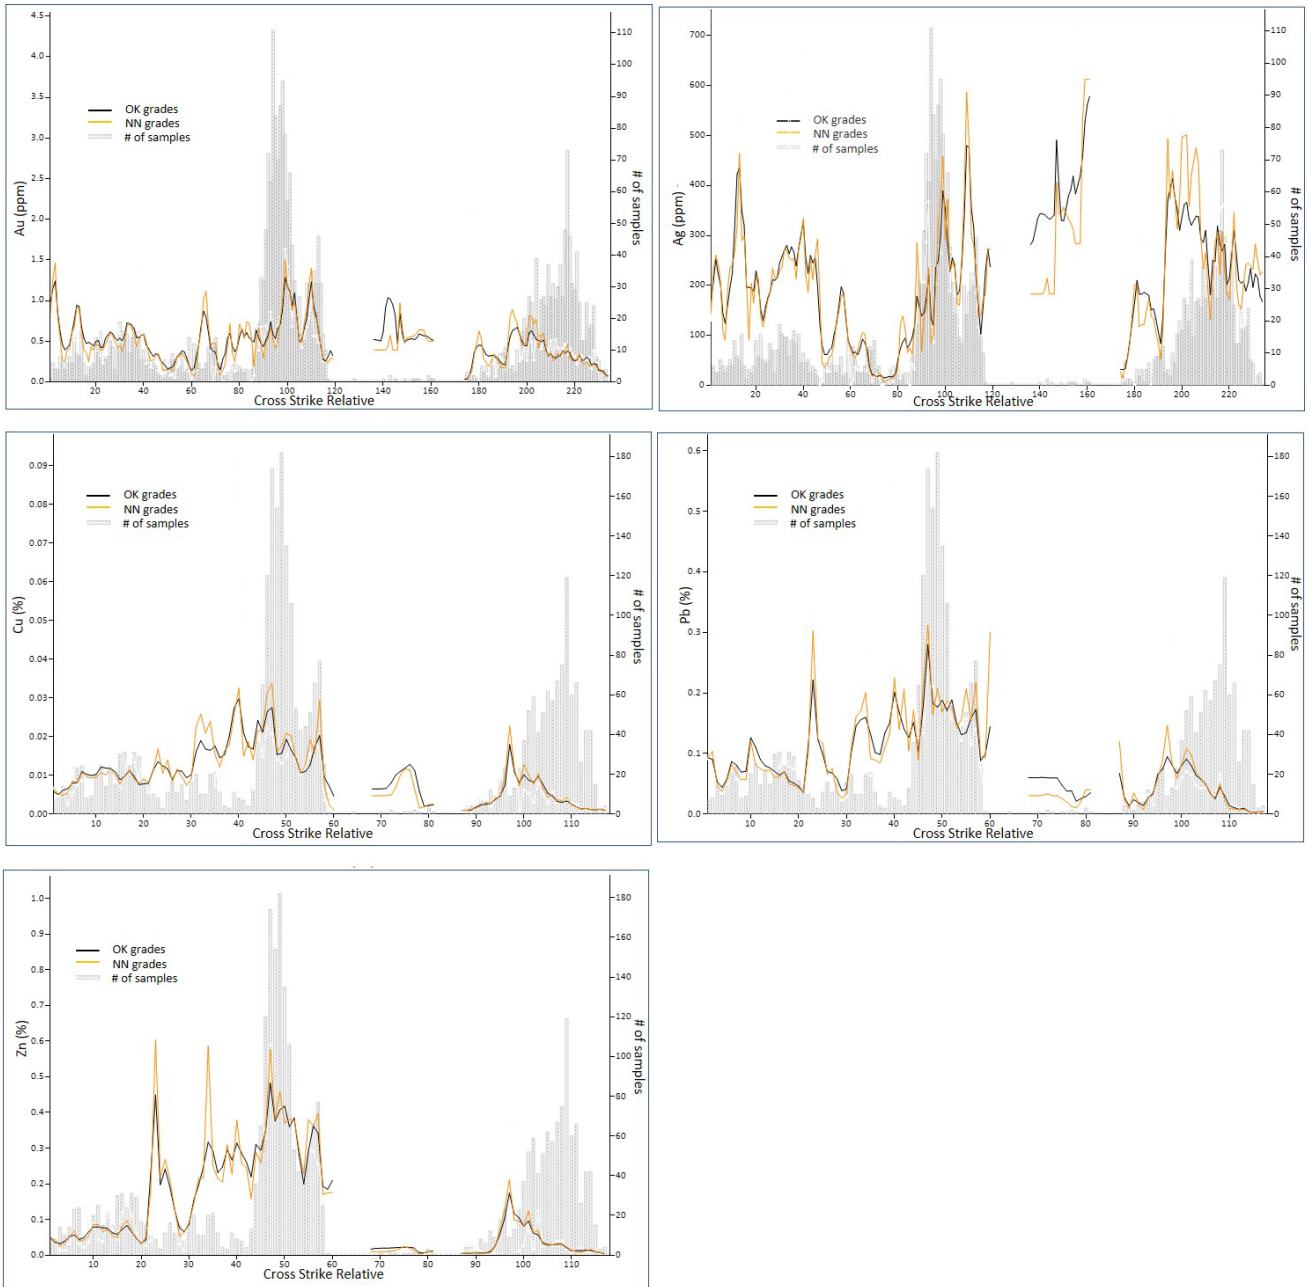 4.5
4.0
3.5
3.0
2.5
2.0
1.5
1.0
0.5
0.0
Au (ppm)
OK grades
NN grades
# of samples
110
100
90
80
70
60
50
40
30
20
10
0
# of samples
20 40 60 80 100 120 140 160 180 200 220
Cross Strike Relative
700
600
500
400
300
200
100
0
Ag (ppm)
OK grades
NN grades
# of samples
110
100
90
80
70
60
50
40
30
20
10
0
# of samples
20 40 60 80 100 120 140 160 180 200 220
Cross Strike Relative
0.09
0.08
0.07
0.06
0.05
0.04
0.03
0.02
0.01
0.00
Cu (%)
OK grades
NN grades
# of samples
180
160
140
120
100
80
60
40
20
0
# of samples
10 20 30 40 50 60 70 80 90 100 110
Cross Strike Relative
0.6
0.5
0.4
0.3
0.2
0.1
0.0
Pb (%)
OK grades
NN grades
# of samples
180
160
140
120
100
80
60
40
20
0
# of samples
10 20 30 40 50 60 70 80 90 100 110
Cross Strike Relative
1.0
0.9
0.8
0.7
0.6
0.5
0.4
0.3
0.2
0.1
0.0
Zn (%)
OK grades
NN grades
# of samples
180
160
140
120
100
80
60
40
20
0
# of samples
10 20 30 40 50 60 70 80 90 100 110
Cross Strike Relative